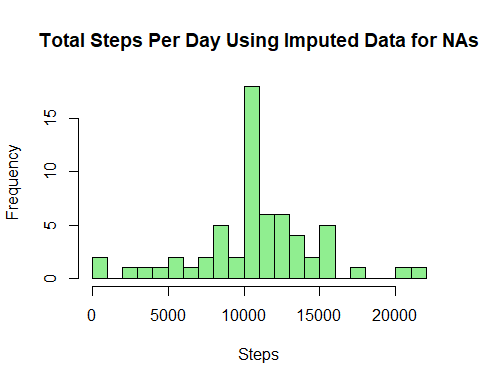 Total Steps Per Day Using Imputed Data for NAs
Frequency
15
10
5
0
0 5000 10000 15000 20000
Steps